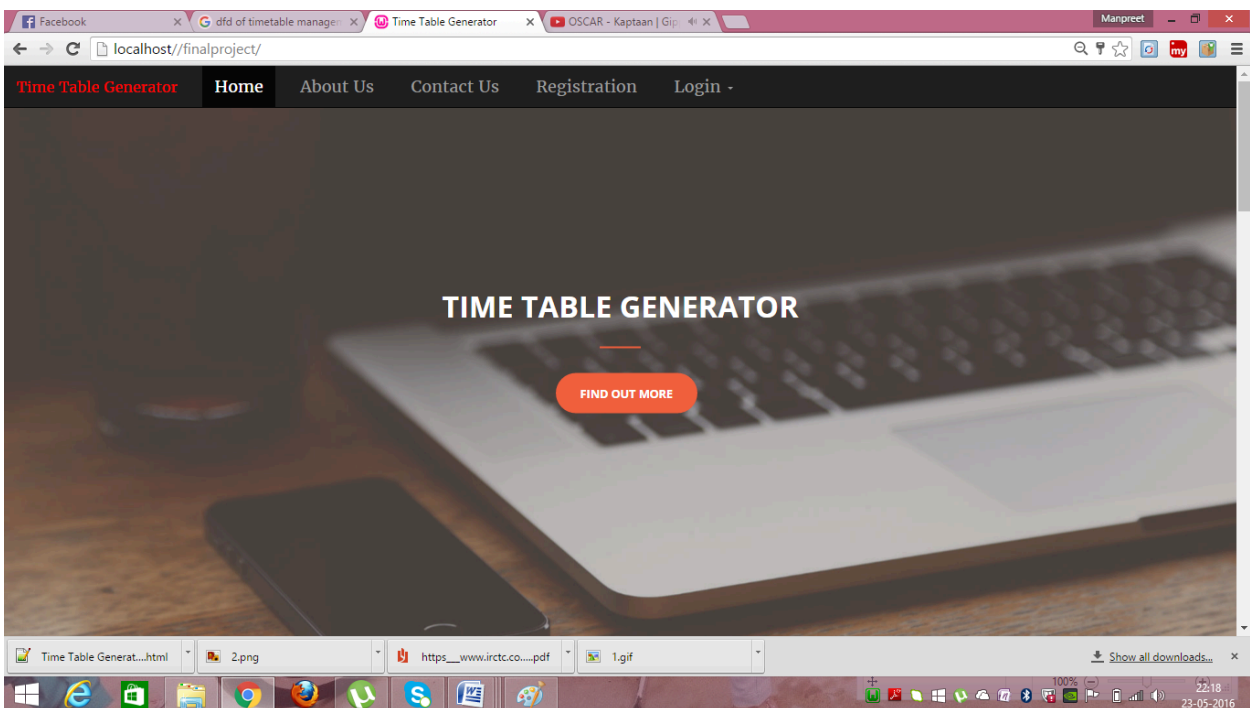 Facebook
dfd of timetable managem
Time Table Generator
OSCAR - Kaptaan | Gip
Manpreet
localhost//finalproject/
Time Table Generator
Home
About Us
Contact Us
Registration
Login
TIME TABLE GENERATOR
FIND OUT MORE
Time Table Generat....html
2.png
https__www.irctc.co.....pdf
1.gif
Show all downloads...
100%
22:18
23-05-2016